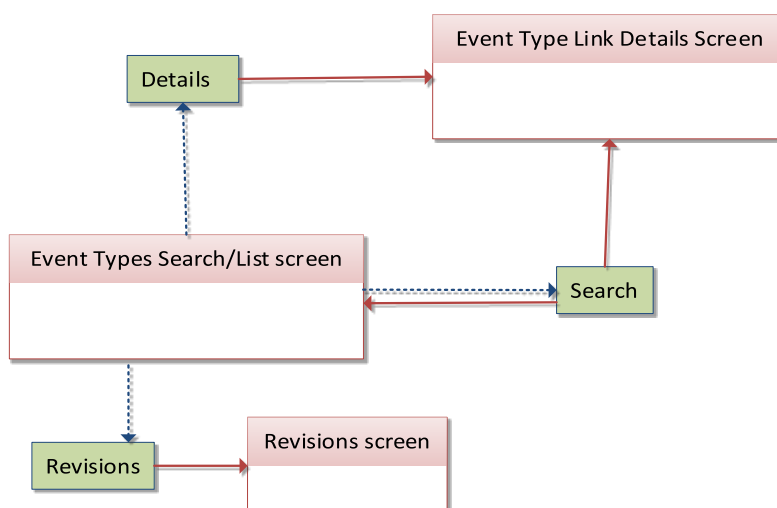 Event Type Link Details Screen
Details
Event Types Search/List screen
Search
Revisions screen
Revisions